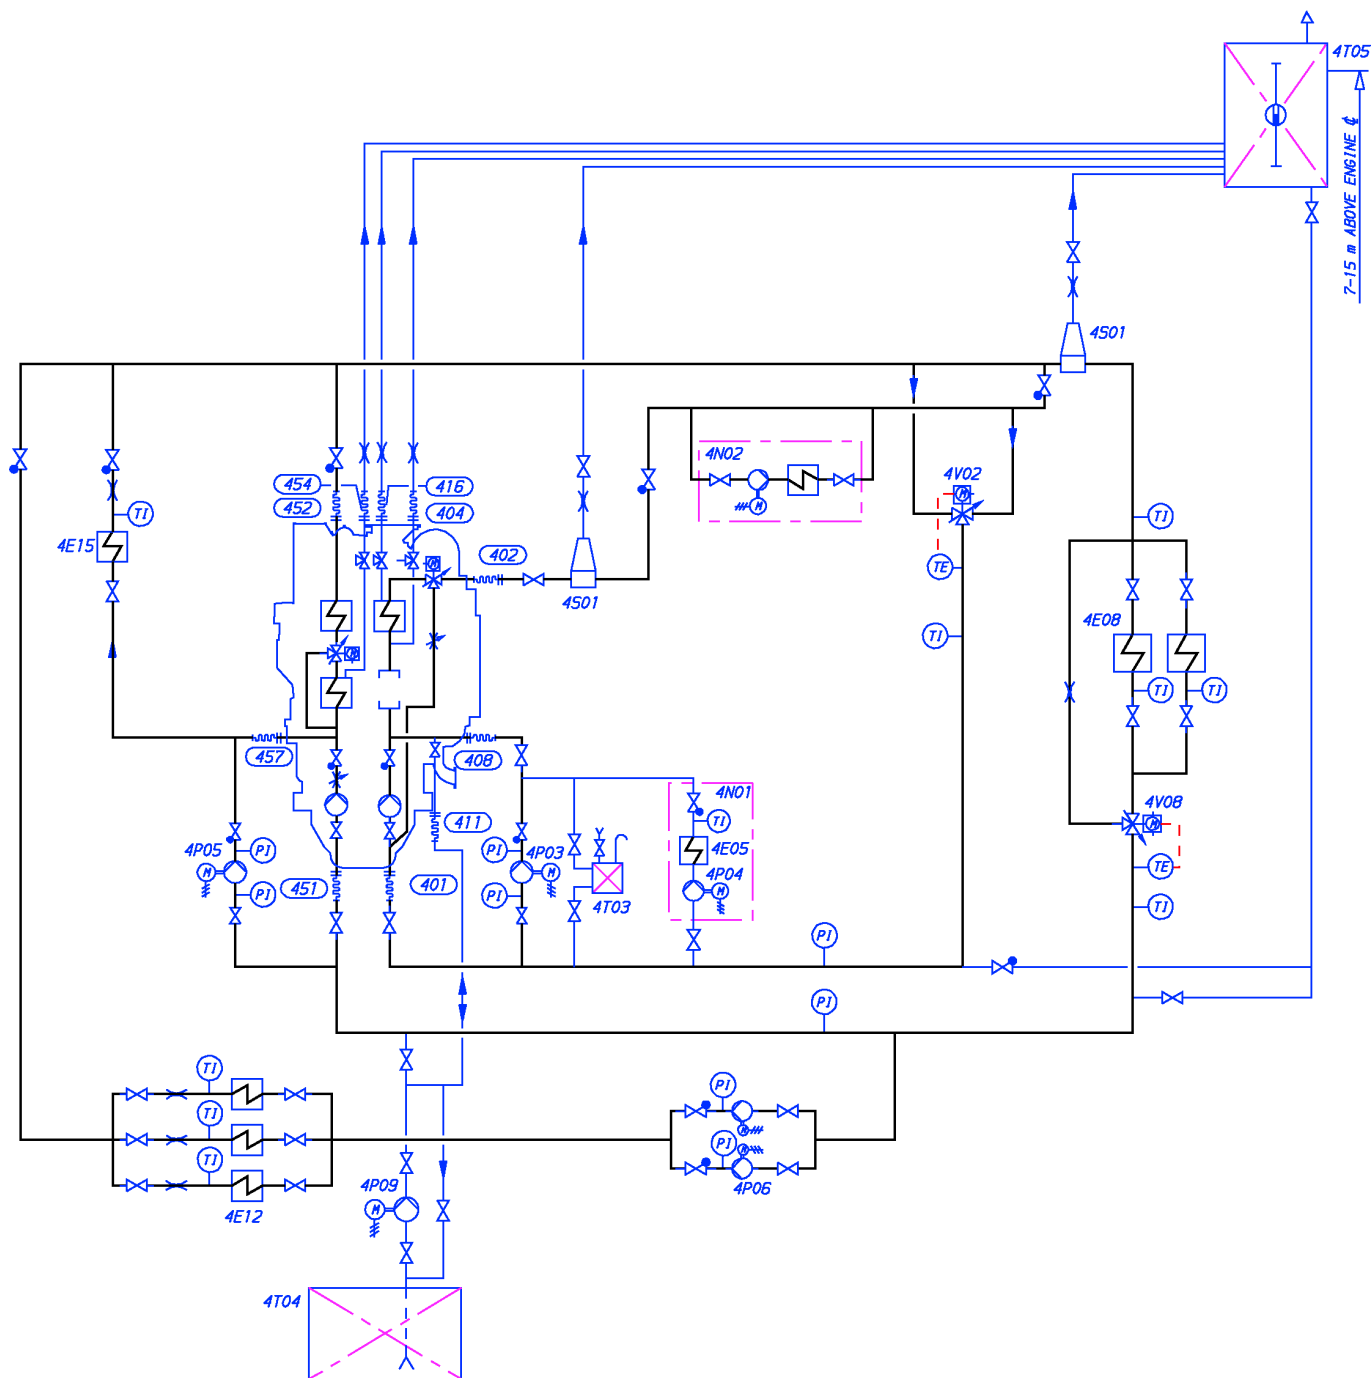 4T05
7-15 m ABOVE ENGINE ℄
4S01
4N02
M
454
416
452
404
4V02
M
TI
TI
4E15
402
M
TE
4S01
4E08
TI
M
TI
TI
457
408
4N01
4V08
411
TI
M
4P05
PI
PI
4P03
4E05
TE
M
M
4P04
PI
451
401
PI
M
4T03
TI
PI
PI
TI
PI
TI
M
PI
M
TI
4P09
4P06
M
4E12
4T04